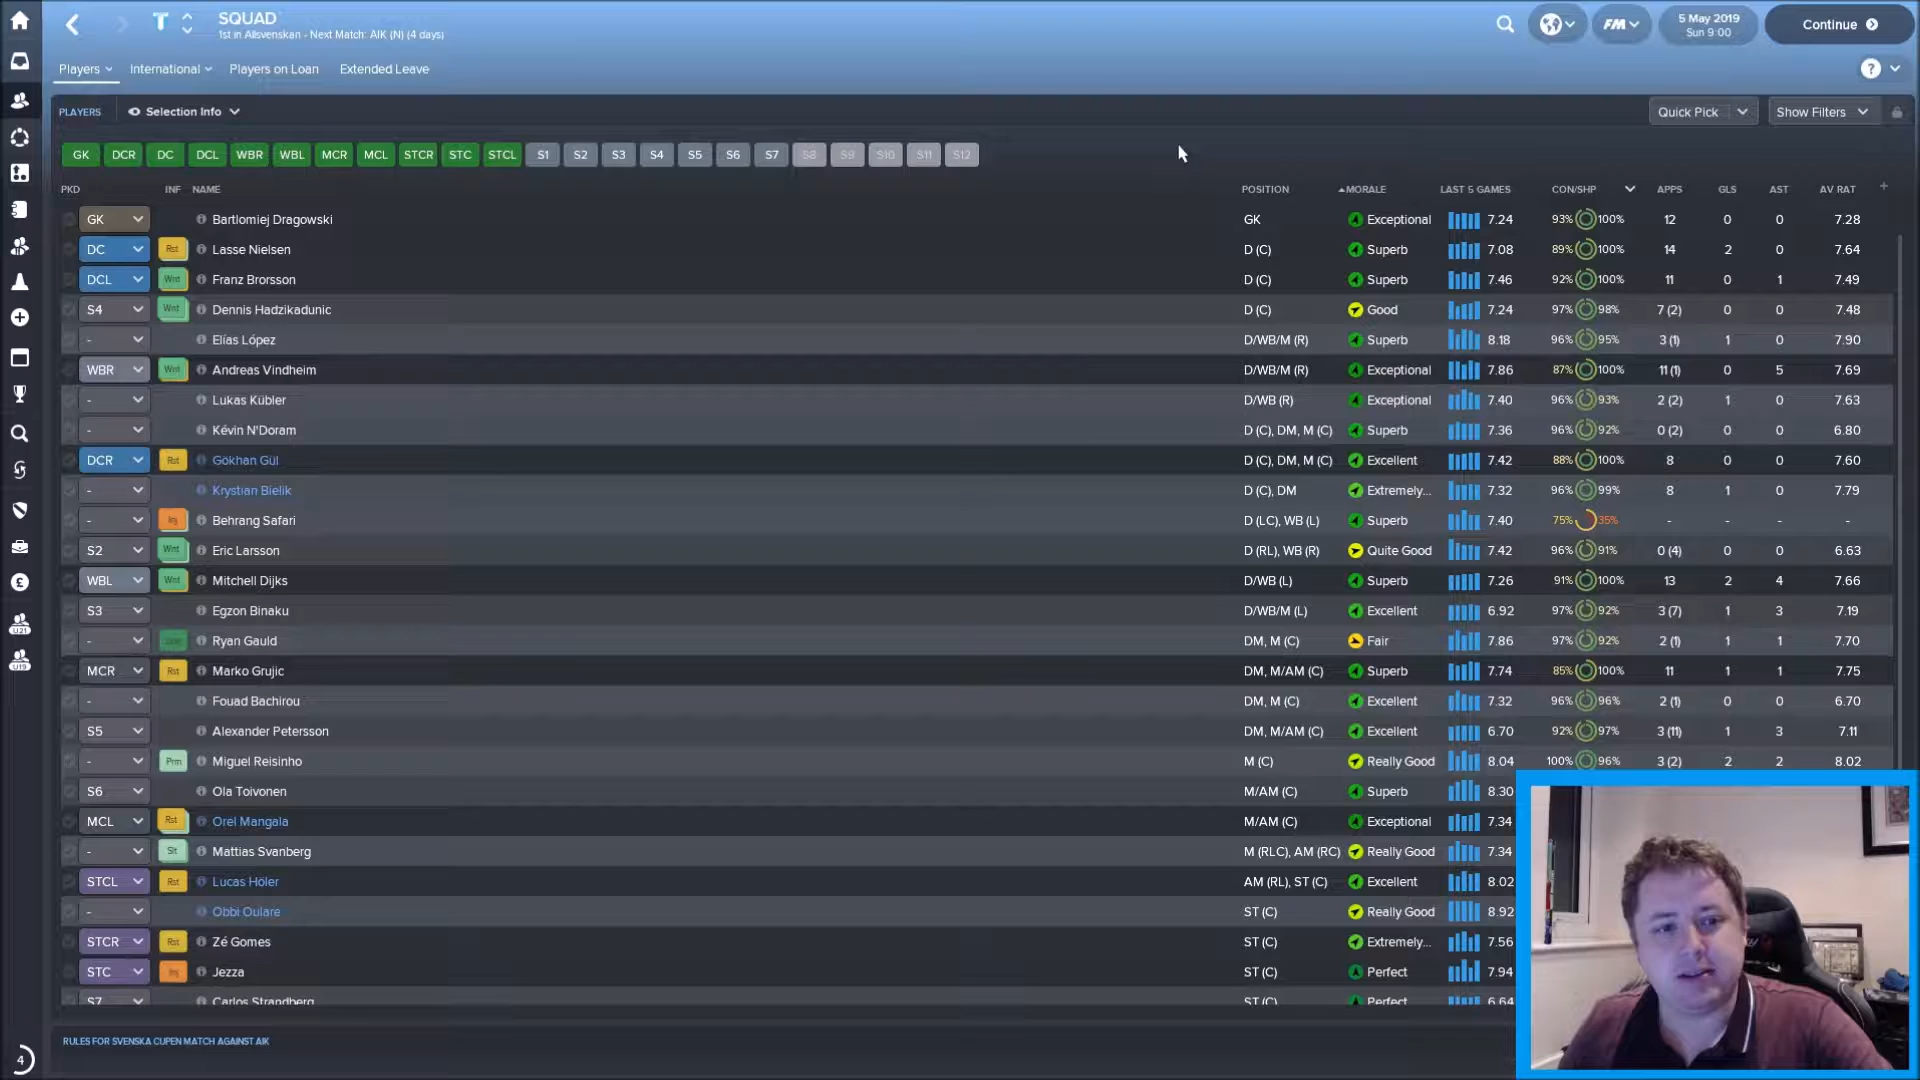 SQUAD
1st in Allsvenskan - Next Match: AIK (N) (4 days)
FM
5 May 2019
Sun 9:00
Continue
Players
International
Players on Loan
Extended Leave
?
PLAYERS
Selection Info
Quick Pick
Show Filters
GK DCR DC DCL WBR WBL MCR MCL STCR STC STCL S1 S2 S3 S4 S5 S6 S7 S8 S9 S10 S11 S12
PKD INF NAME POSITION MORALE LAST 5 GAMES CON/SHP APPS GLS AST AV RAT +
GK Bartlomiej Dragowski GK Exceptional 7.24 93% 100% 12 0 0 7.28
DC Rst Lasse Nielsen D (C) Superb 7.08 89% 100% 14 2 0 7.64
DCL Wnt Franz Brorsson D (C) Superb 7.46 92% 100% 11 0 1 7.49
S4 Wnt Dennis Hadzikadunic D (C) Good 7.24 97% 98% 7 (2) 0 0 7.48
- Elías López D/WB/M (R) Superb 8.18 96% 95% 3 (1) 1 0 7.90
WBR Wnt Andreas Vindheim D/WB/M (R) Exceptional 7.86 87% 100% 11 (1) 0 5 7.69
- Lukas Kübler D/WB (R) Exceptional 7.40 96% 93% 2 (2) 1 0 7.63
- Kévin N'Doram D (C), DM, M (C) Superb 7.36 96% 92% 0 (2) 0 0 6.80
DCR Rst Gökhan Gül D (C), DM, M (C) Excellent 7.42 88% 100% 8 0 0 7.60
- Krystian Bielik D (C), DM Extremely... 7.32 96% 99% 8 1 0 7.79
- Inj Behrang Safari D (LC), WB (L) Superb 7.40 75% 35% - - - -
S2 Wnt Eric Larsson D (RL), WB (R) Quite Good 7.42 96% 91% 0 (4) 0 0 6.63
WBL Wnt Mitchell Dijks D/WB (L) Superb 7.26 91% 100% 13 2 4 7.66
S3 Egzon Binaku D/WB/M (L) Excellent 6.92 97% 92% 3 (7) 1 3 7.19
- Ryan Gauld DM, M (C) Fair 7.86 97% 92% 2 (1) 1 1 7.70
MCR Rst Marko Grujic DM, M/AM (C) Superb 7.74 85% 100% 11 1 1 7.75
- Fouad Bachirou DM, M (C) Excellent 7.32 96% 96% 2 (1) 0 0 6.70
S5 Alexander Petersson DM, M/AM (C) Excellent 6.70 92% 97% 3 (11) 1 3 7.11
- Prm Miguel Reisinho M (C) Really Good 8.04 100% 96% 3 (2) 2 2 8.02
S6 Ola Toivonen M/AM (C) Superb 8.30
MCL Rst Orel Mangala M/AM (C) Exceptional 7.34
- Slt Mattias Svanberg M (RLC), AM (RC) Really Good 7.34
STCL Rst Lucas Höler AM (RL), ST (C) Excellent 8.02
- Obbi Oulare ST (C) Really Good 8.92
STCR Rst Zé Gomes ST (C) Extremely... 7.56
STC Inj Jezza ST (C) Perfect 7.94
S7 Carlos Strandberg ST (C) Perfect 6.64
U21
U19
RULES FOR SVENSKA CUPEN MATCH AGAINST AIK
4